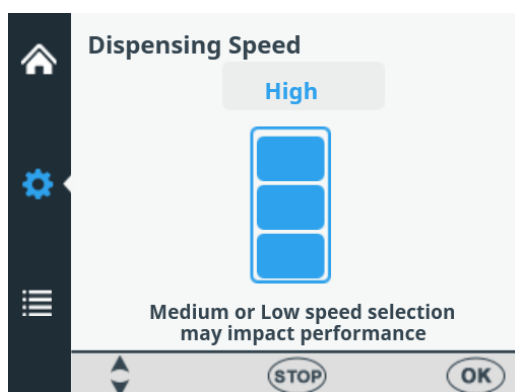 Dispensing Speed
High
Medium or Low speed selection
may impact performance
STOP
OK